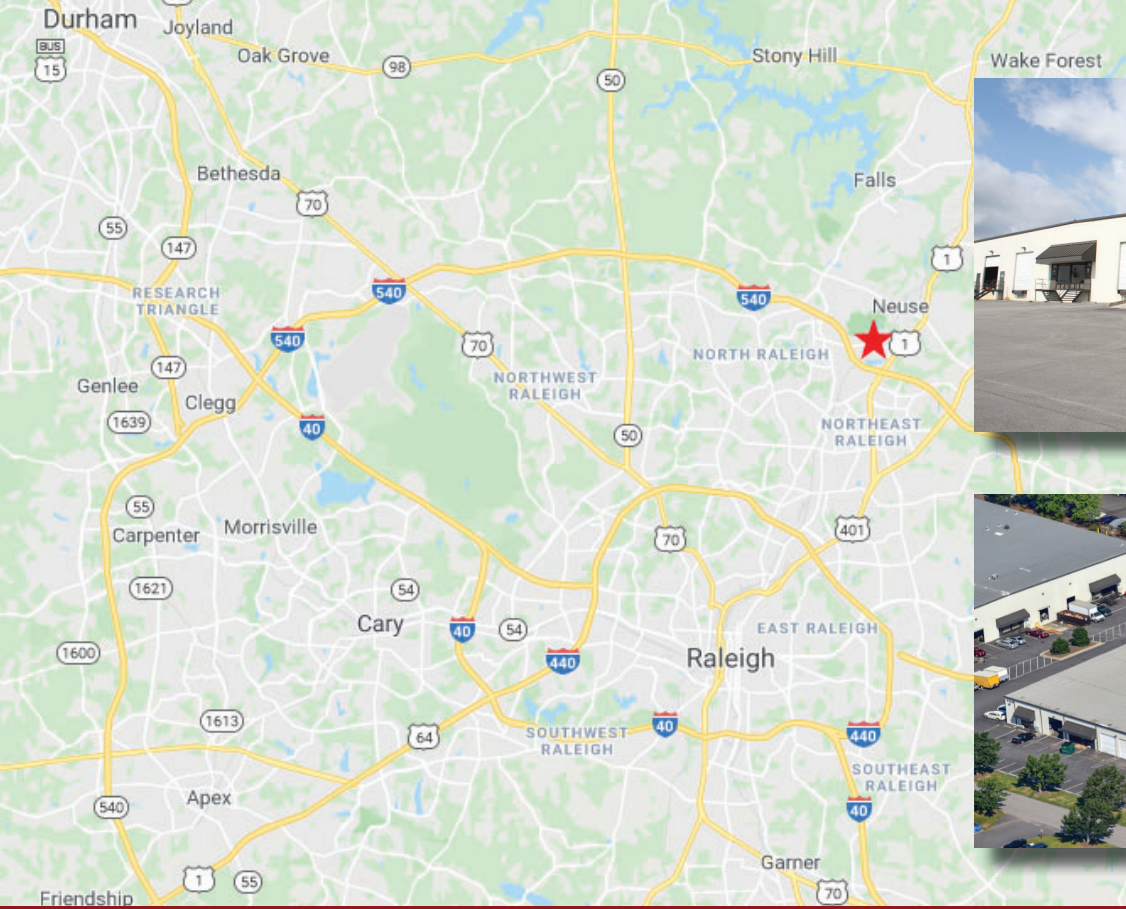 Durham
Joyland
BUS
15
Oak Grove
98
50
Stony Hill
Wake Forest
Bethesda
70
Falls
55
147
1
RESEARCH
TRIANGLE
540
540
Neuse
540
70
1
NORTH RALEIGH
147
Genlee
NORTHWEST
RALEIGH
Clegg
1639
40
50
NORTHEAST
RALEIGH
55
Carpenter
Morrisville
70
401
1621
54
Cary
40
54
EAST RALEIGH
1600
440
Raleigh
1613
64
SOUTHWEST
RALEIGH
40
440
SOUTHEAST
RALEIGH
540
Apex
40
Garner
1
55
70
Friendship